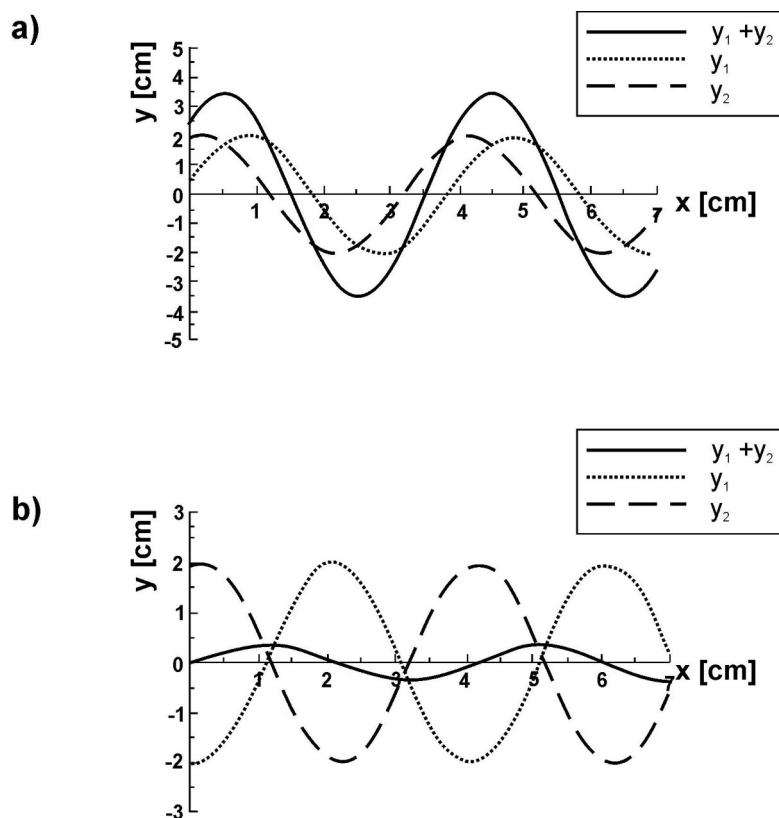 a)
y₁ +y₂
y₁
y₂
y [cm]
5
4
3
2
1
0
-1
-2
-3
-4
-5
1 2 3 4 5 6 7
x [cm]
b)
y₁ +y₂
y₁
y₂
y [cm]
3
2
1
0
-1
-2
-3
1 2 3 4 5 6 7
x [cm]